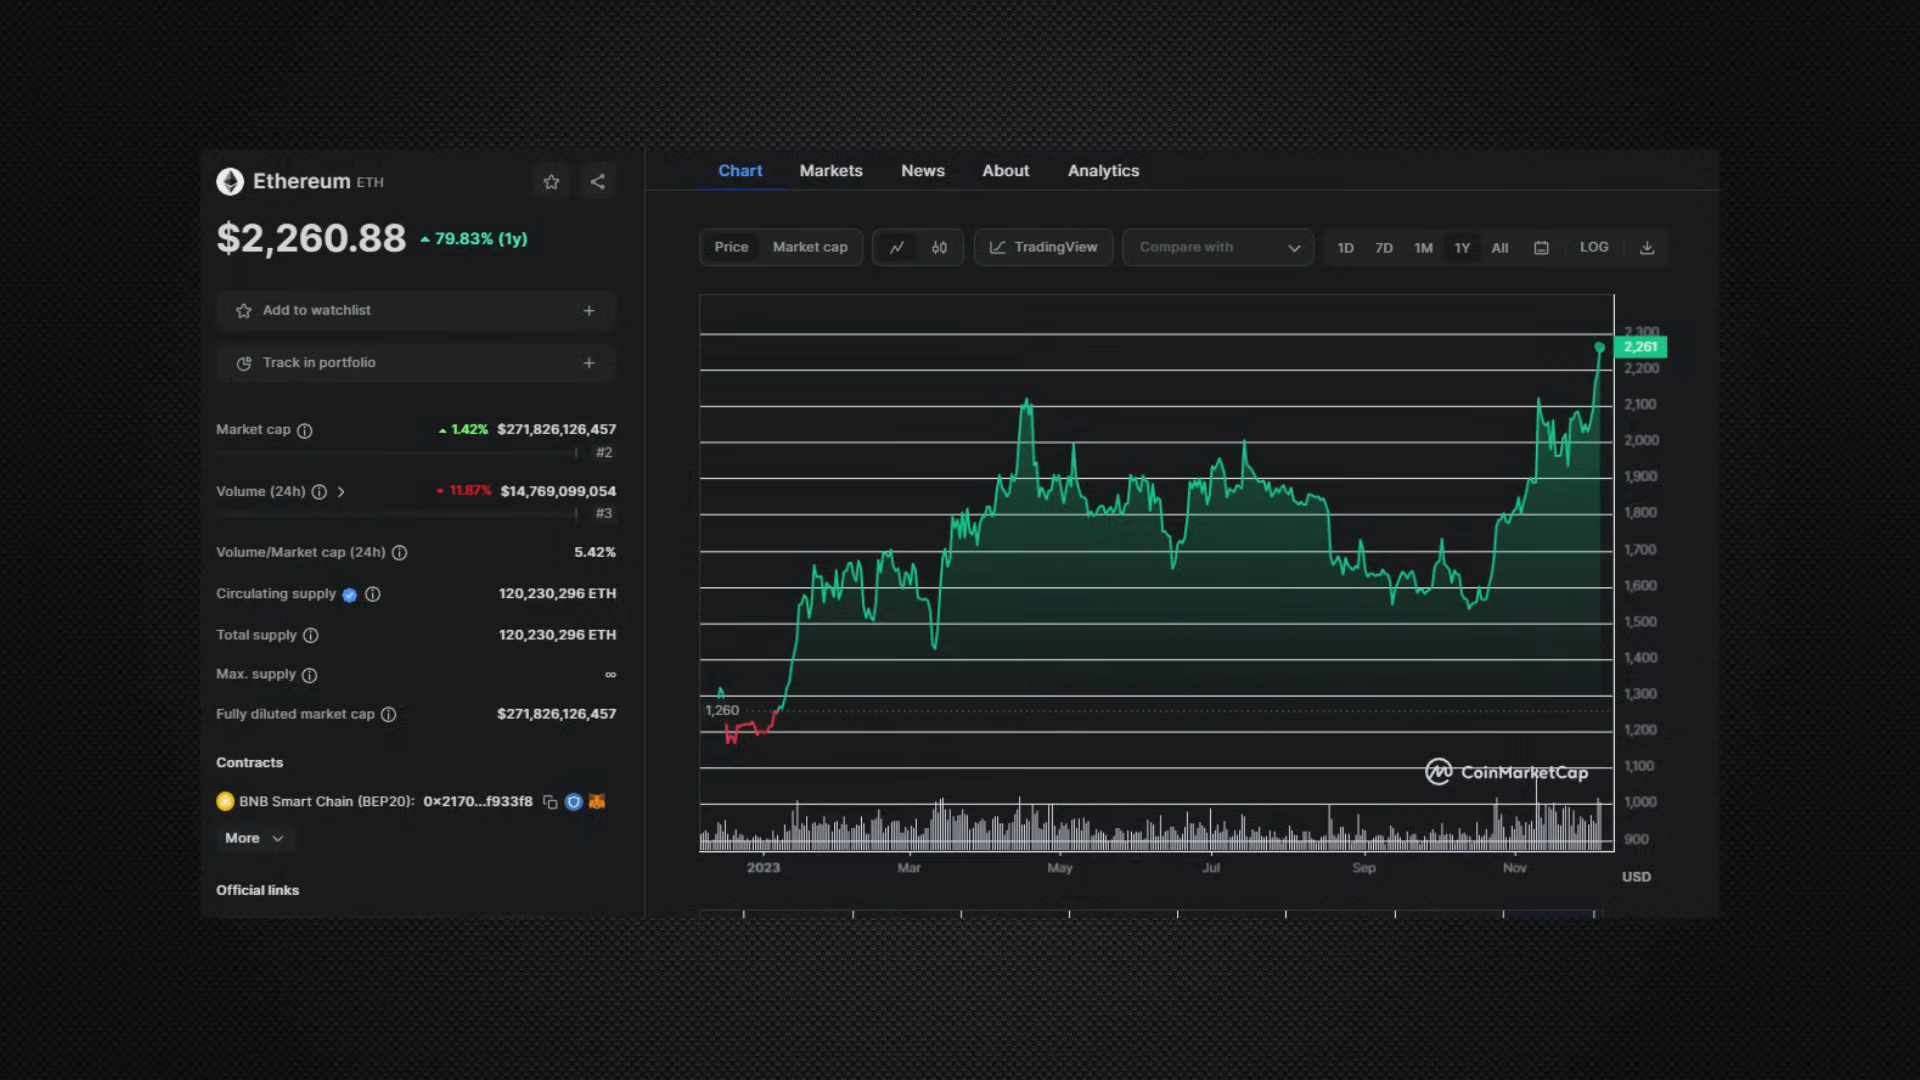 Ethereum ETH
$2,260.88 79.83% (1y)
Add to watchlist +
Track in portfolio +
Market cap 1.42% $271,826,126,457
#2
Volume (24h) 11.87% $14,769,099,054
#3
Volume/Market cap (24h) 5.42%
Circulating supply 120,230,296 ETH
Total supply 120,230,296 ETH
Max. supply ∞
Fully diluted market cap $271,826,126,457
Contracts
BNB Smart Chain (BEP20): 0x2170...f933f8
More
Official links
Chart Markets News About Analytics
Price Market cap TradingView Compare with 1D 7D 1M 1Y All LOG
2,300
2,261
2,200
2,100
2,000
1,900
1,800
1,700
1,600
1,500
1,400
1,300
1,260
1,200
1,100
CoinMarketCap
1,000
900
2023 Mar May Jul Sep Nov
USD